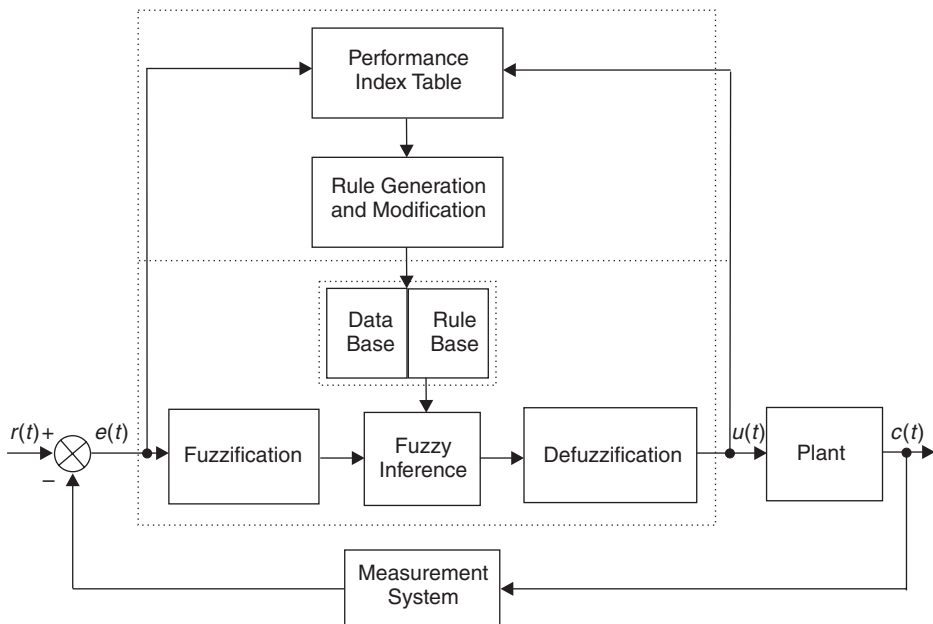 Performance
Index Table
Rule Generation
and Modification
Data
Base
Rule
Base
r(t) +
e(t)
−
Fuzzification
Fuzzy
Inference
Defuzzification
u(t)
Plant
c(t)
Measurement
System